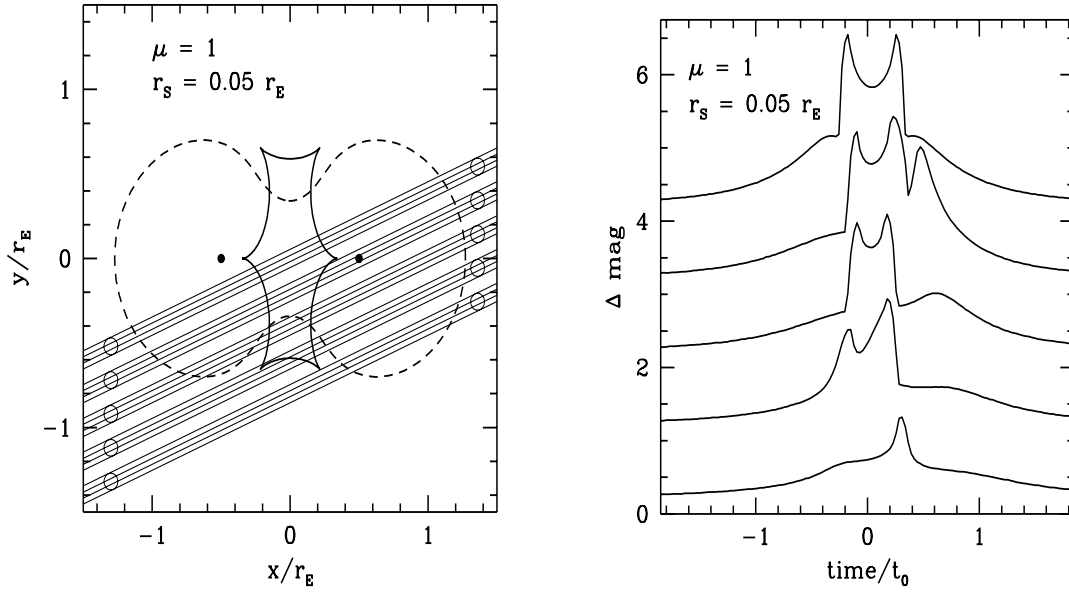 μ = 1
r_S = 0.05 r_E
1
0
−1
y/r_E
−1
0
1
x/r_E
μ = 1
r_S = 0.05 r_E
6
4
2
0
Δ mag
−1
0
1
time/t_0